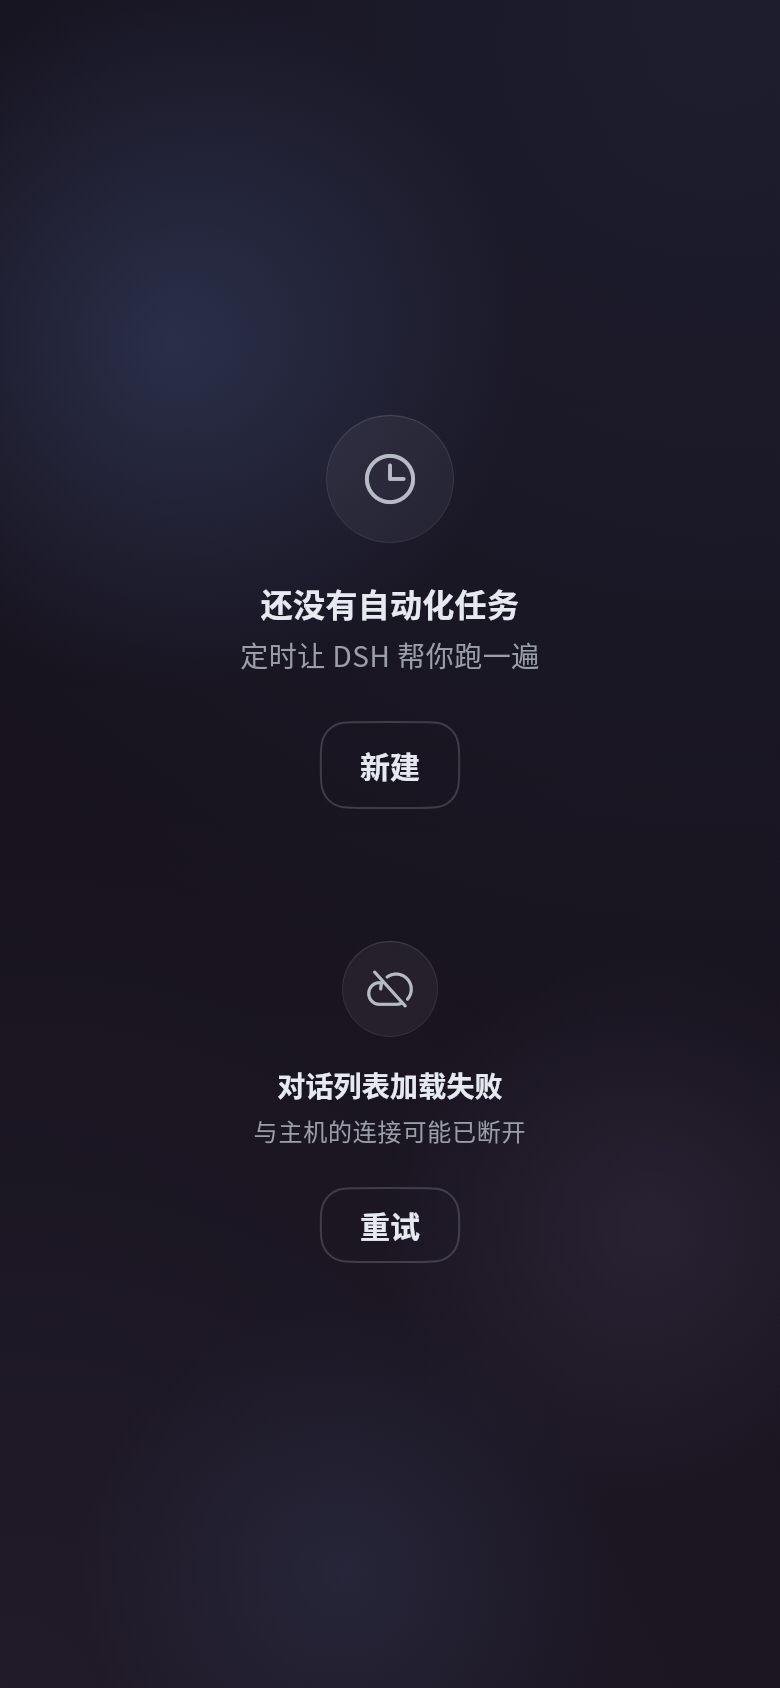 还没有自动化任务
定时让 DSH 帮你跑一遍
新建
对话列表加载失败
与主机的连接可能已断开
重试